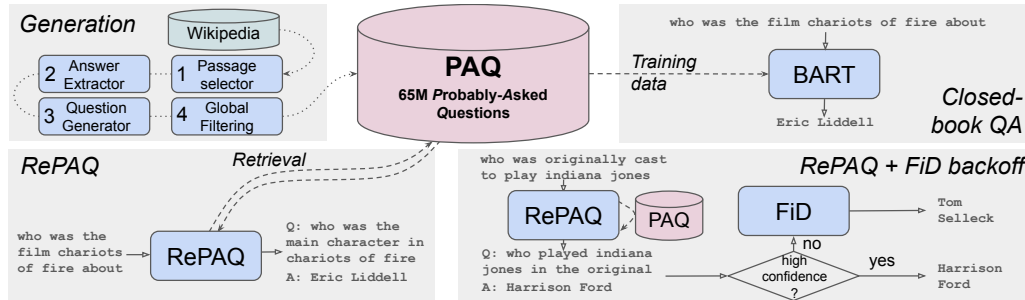 Generation
Wikipedia
2 Answer
Extractor
1 Passage
selector
3 Question
Generator
4 Global
Filtering
PAQ
65M Probably-Asked
Questions
Training
data
who was the film chariots of fire about
BART
Eric Liddell
Closed-
book QA
RePAQ
Retrieval
who was the
film chariots
of fire about
RePAQ
Q: who was the
main character in
chariots of fire
A: Eric Liddell
RePAQ + FiD backoff
who was originally cast
to play indiana jones
RePAQ
PAQ
Q: who played indiana
jones in the original
A: Harrison Ford
FiD
Tom
Selleck
no
high
confidence
?
yes
Harrison
Ford